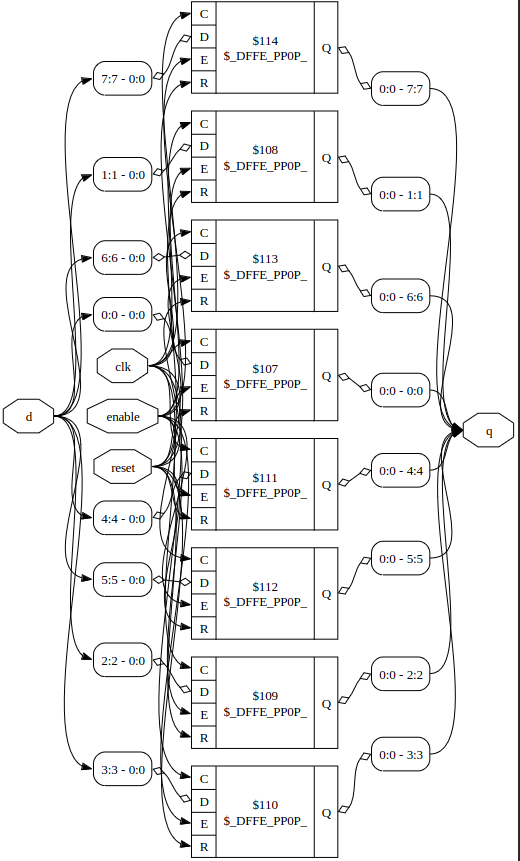 C
D
E
R
$114
$_DFFE_PP0P_
Q
7:7 - 0:0
0:0 - 7:7
C
D
E
R
$108
$_DFFE_PP0P_
Q
1:1 - 0:0
0:0 - 1:1
C
D
E
R
$113
$_DFFE_PP0P_
Q
6:6 - 0:0
0:0 - 6:6
0:0 - 0:0
clk
C
D
E
R
$107
$_DFFE_PP0P_
Q
0:0 - 0:0
d
enable
q
reset
C
D
E
R
$111
$_DFFE_PP0P_
Q
0:0 - 4:4
4:4 - 0:0
C
D
E
R
$112
$_DFFE_PP0P_
Q
5:5 - 0:0
0:0 - 5:5
2:2 - 0:0
C
D
E
R
$109
$_DFFE_PP0P_
Q
0:0 - 2:2
3:3 - 0:0
C
D
E
R
$110
$_DFFE_PP0P_
Q
0:0 - 3:3